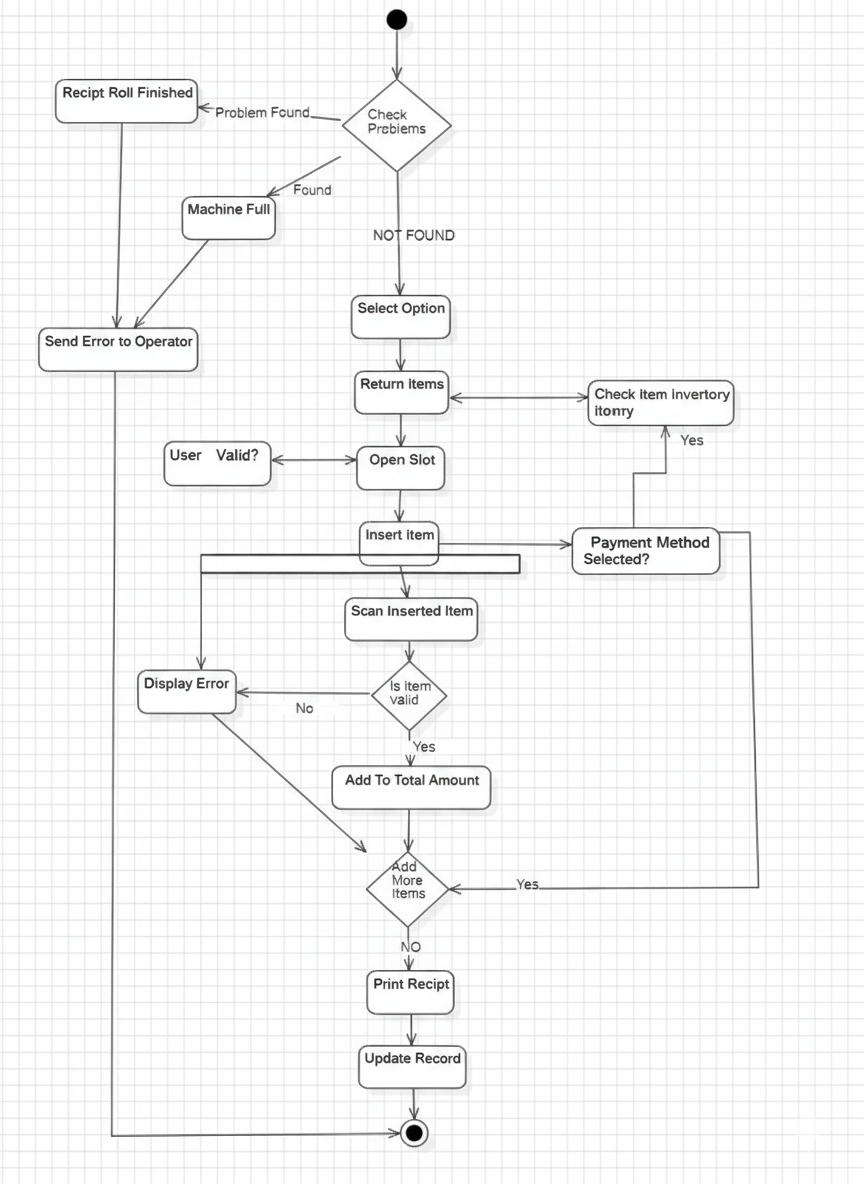 Recipt Roll Finished
Problem Found
Check
Prcbiems
Found
Machine Full
NOT FOUND
Select Option
Send Error to Operator
Return items
Check item invertory
itonry
Yes
User Valid?
Open Slot
Insert item
Payment Method
Selected?
Scan Inserted Item
Display Error
Is item
valid
No
Yes
Add To Total Amount
Add
More
Items
Yes
NO
Print Recipt
Update Record